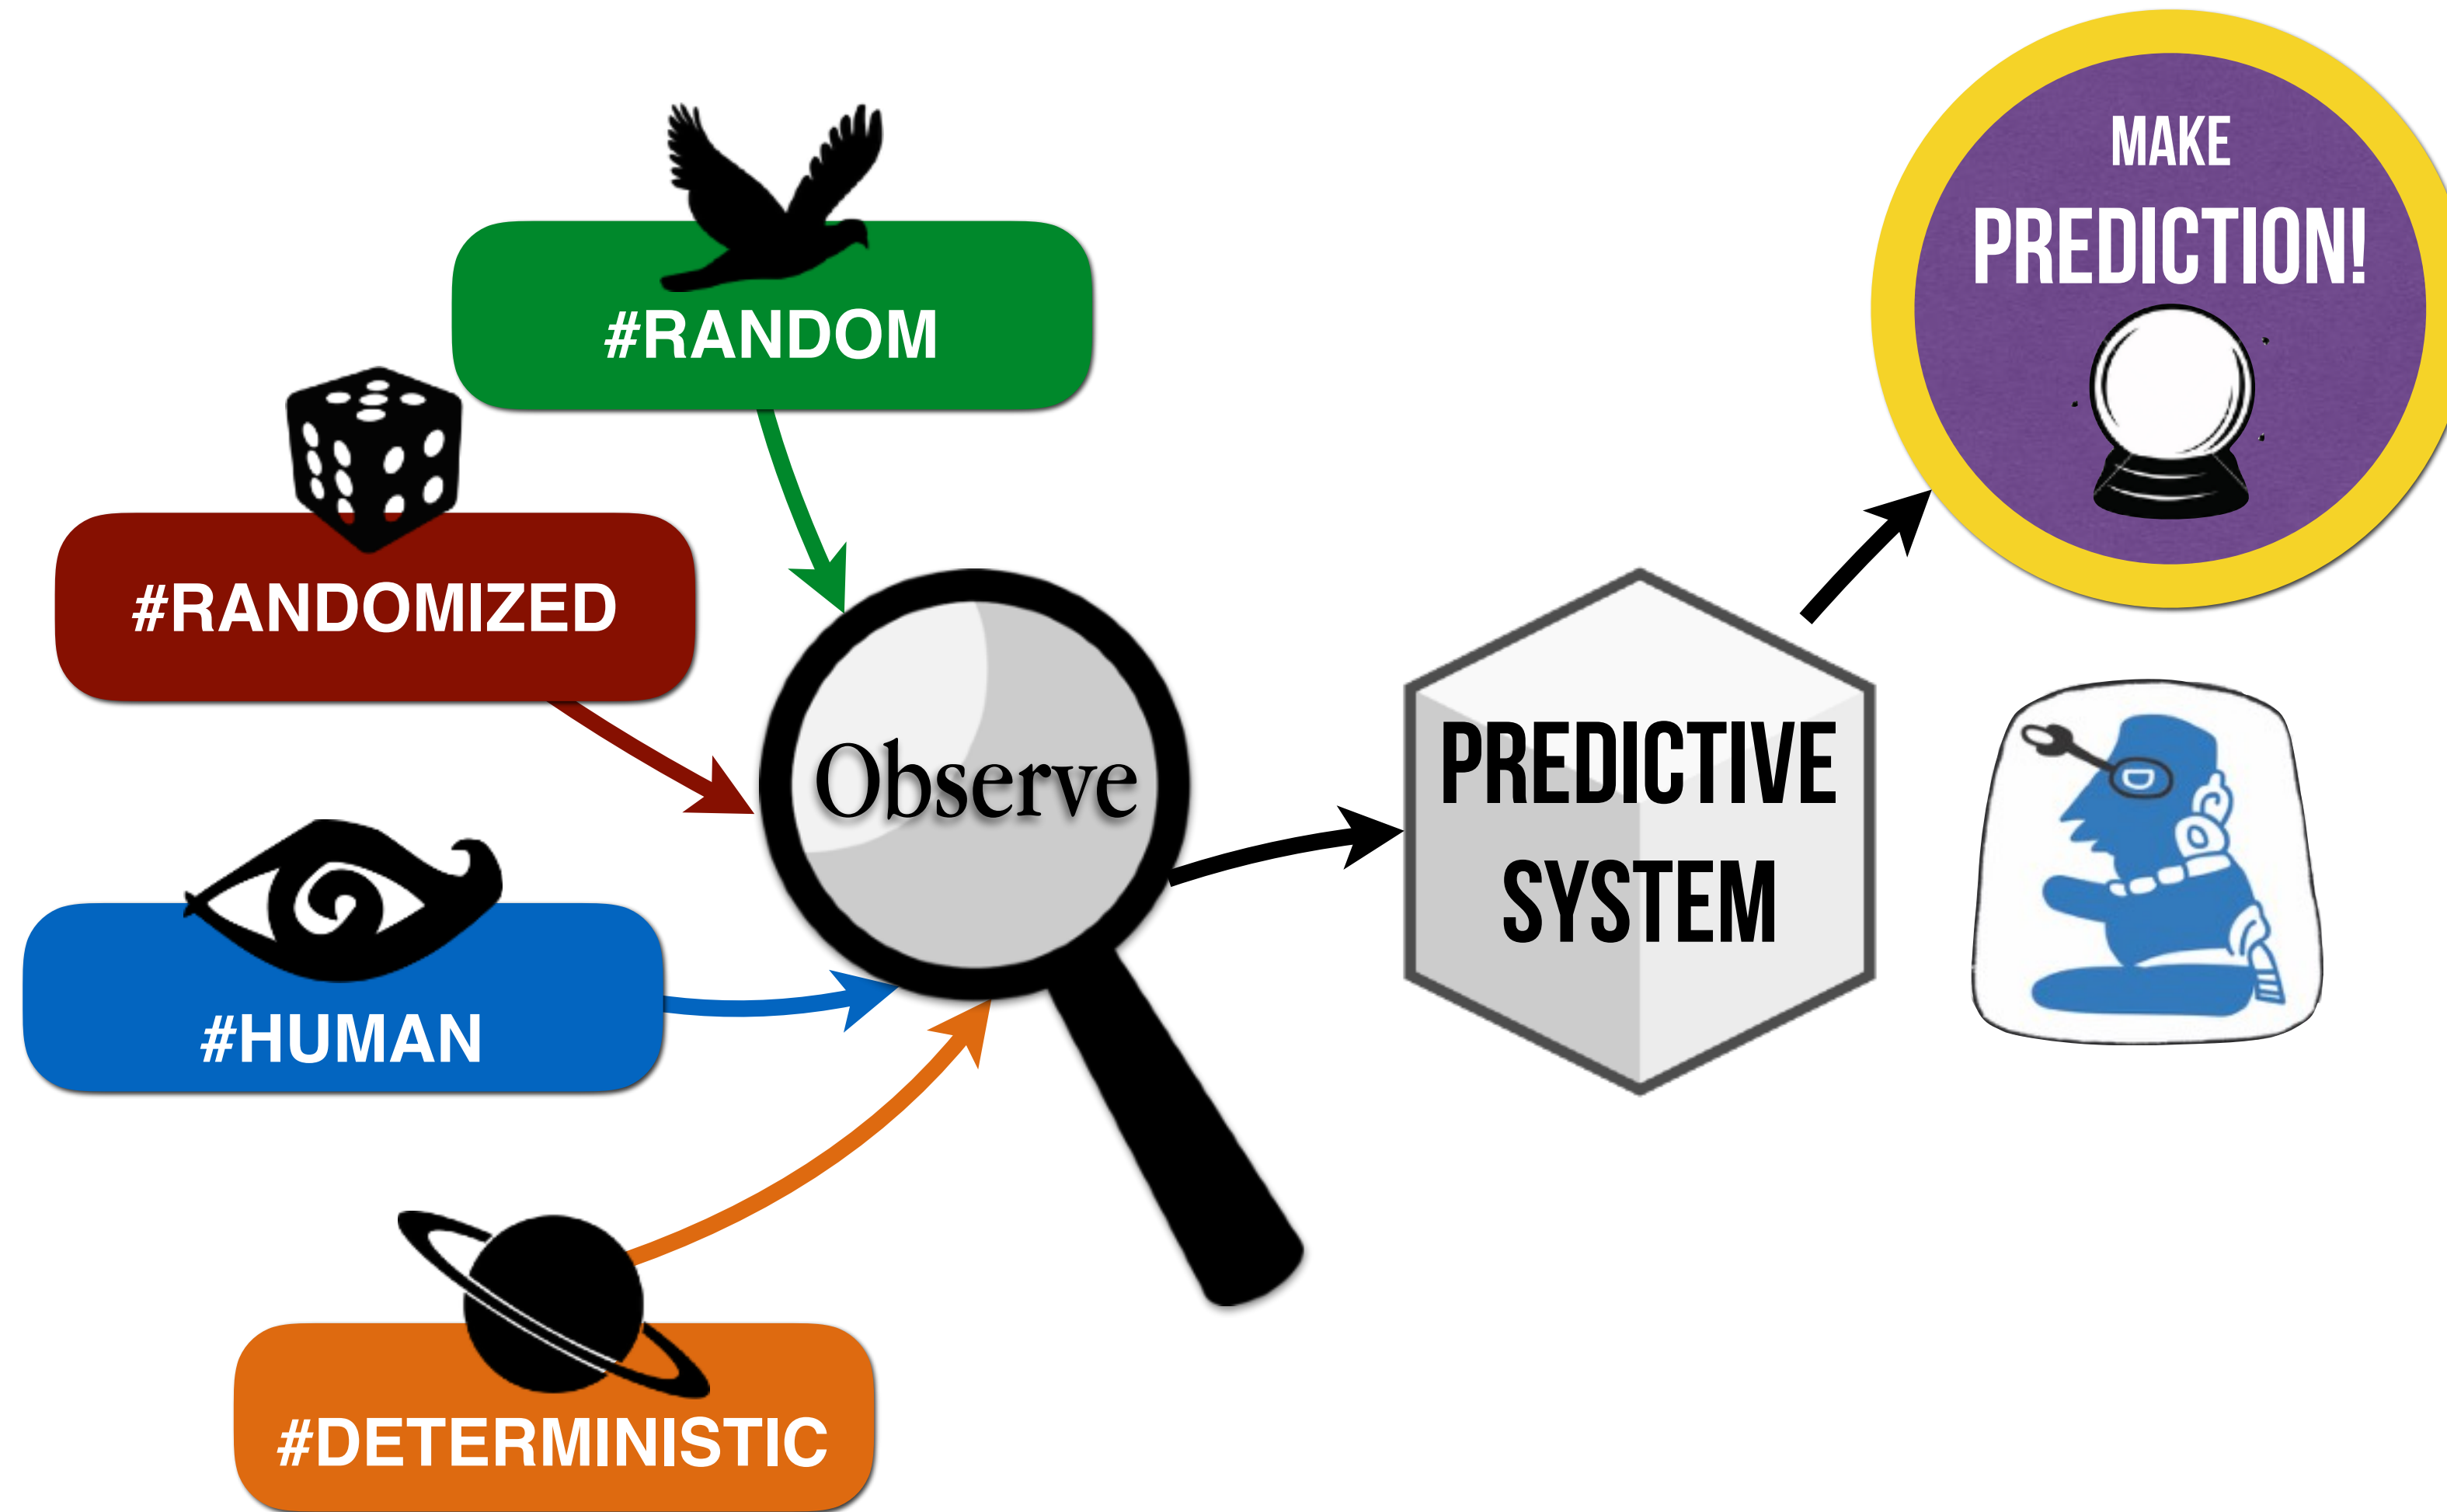 #RANDOM
#RANDOMIZED
#HUMAN
#DETERMINISTIC
Observe
PREDICTIVE
SYSTEM
MAKE
PREDICTION!